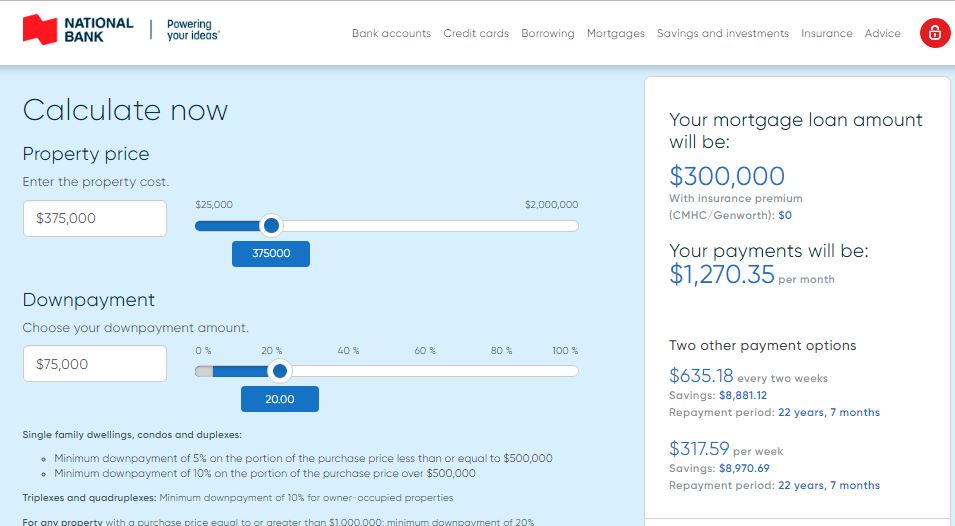 NATIONAL
BANK
Powering
your ideas
Bank accounts Credit cards Borrowing Mortgages Savings and investments Insurance Advice
Calculate now
Property price
Enter the property cost.
$375,000
$25,000 $2,000,000
375000
Downpayment
Choose your downpayment amount.
$75,000
0 % 20 % 40 % 60 % 80 % 100 %
20.00
Single family dwellings, condos and duplexes:
Minimum downpayment of 5% on the portion of the purchase price less than or equal to $500,000
Minimum downpayment of 10% on the portion of the purchase price over $500,000
Triplexes and quadruplexes: Minimum downpayment of 10% for owner-occupied properties
For any property with a purchase price equal to or greater than $1,000,000: minimum downpayment of 20%
Your mortgage loan amount
will be:
$300,000
With insurance premium
(CMHC/Genworth): $0
Your payments will be:
$1,270.35 per month
Two other payment options
$635.18 every two weeks
Savings: $8,881.12
Repayment period: 22 years, 7 months
$317.59 per week
Savings: $8,970.69
Repayment period: 22 years, 7 months